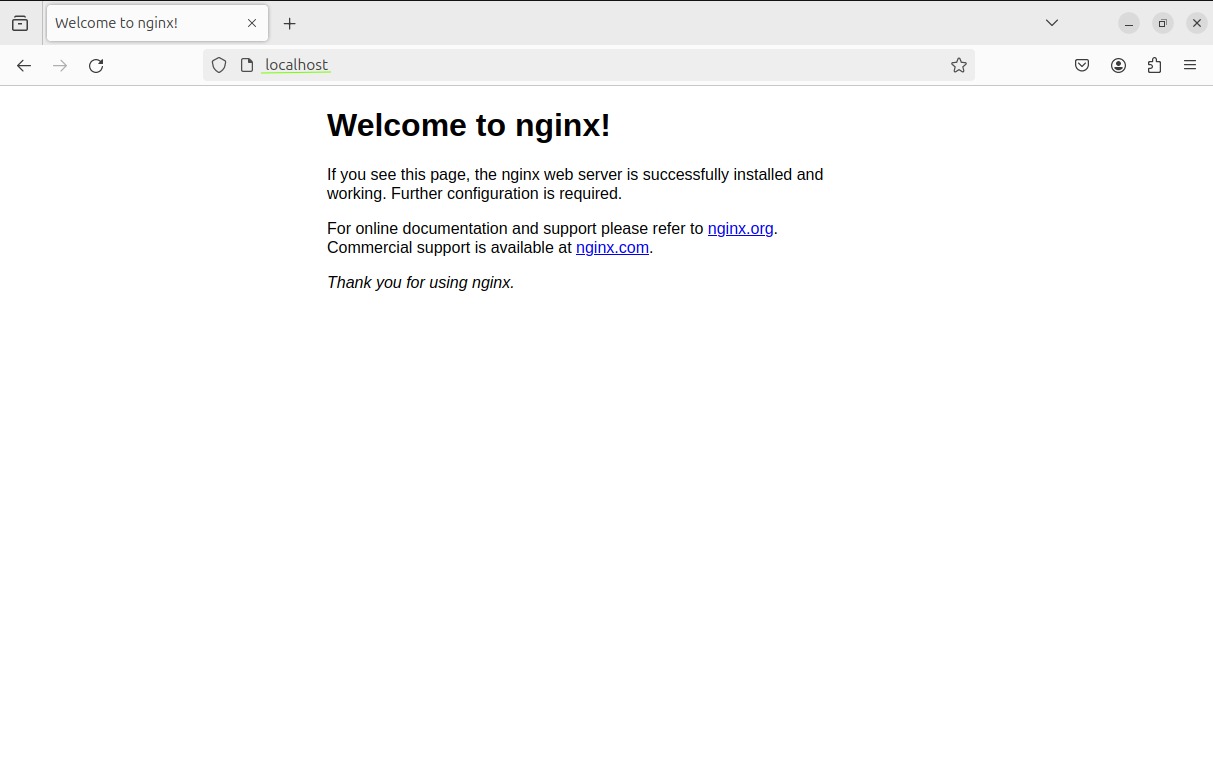 Welcome to nginx!
localhost
Welcome to nginx!
If you see this page, the nginx web server is successfully installed and
working. Further configuration is required.
For online documentation and support please refer to nginx.org.
Commercial support is available at nginx.com.
Thank you for using nginx.